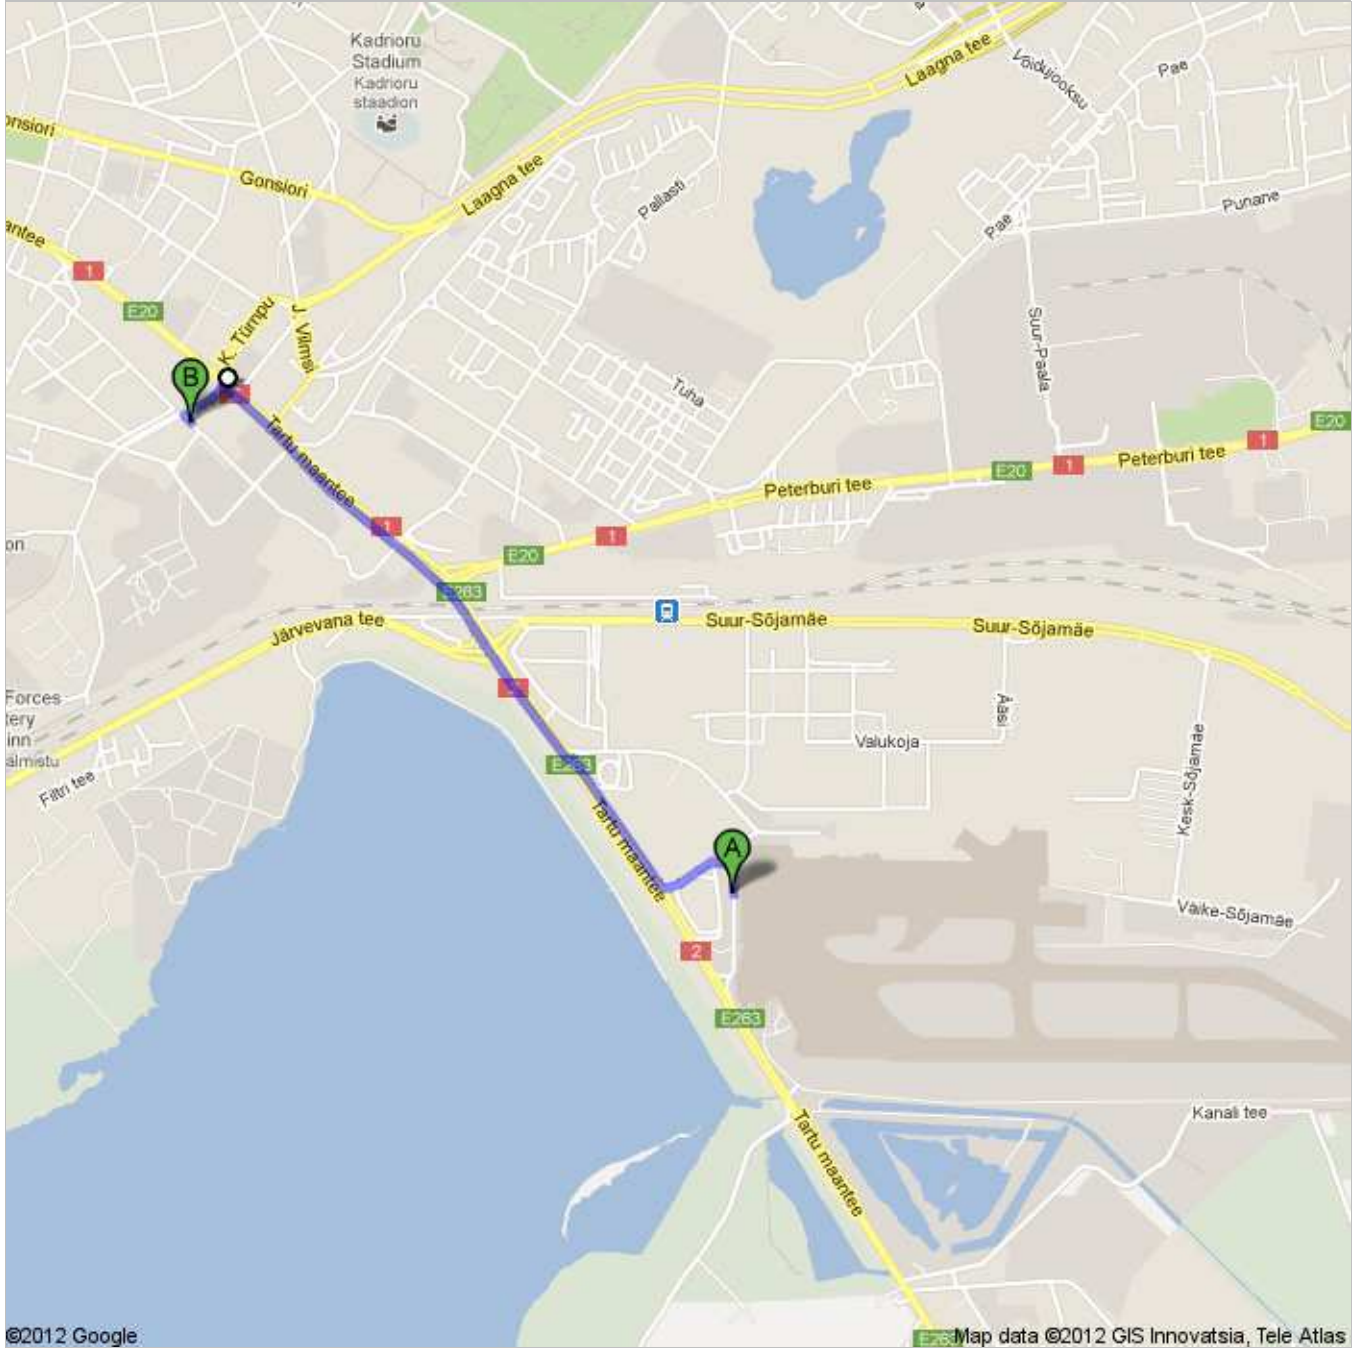 Kadrioru
Stadium
Kadrioru
staadion
Laagna tee
Võidujooksu
Pae
onsiori
Gonsiori
Laagna tee
Pallasti
Pae
Punane
antee
1
E20
K. Türnpu
J. Vilmsi
Suur-Paala
B
Tuha
Tartu maantee
E20
1
Peterburi tee
1
E20
Peterburi tee
1
1
E20
on
E263
Järvevana tee
Suur-Sõjamäe
Suur-Sõjamäe
Forces
tery
inn
almistu
Filtri tee
Ääsi
Valukoja
Kesk-Sõjamäe
E263
Tartu maantee
A
Väike-Sõjamäe
2
E263
Kanali tee
Tartu maantee
E263
©2012 Google
Map data ©2012 GIS Innovatsia, Tele Atlas